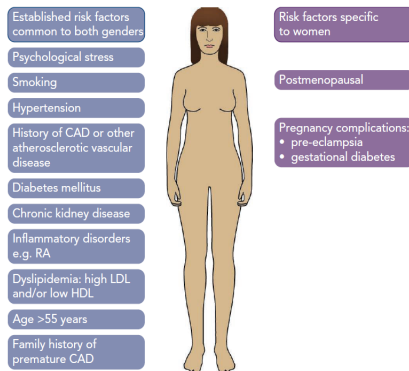 Established risk factors
common to both genders
Psychological stress
Smoking
Hypertension
History of CAD or other
atherosclerotic vascular
disease
Diabetes mellitus
Chronic kidney disease
Inflammatory disorders
e.g. RA
Dyslipidemia: high LDL
and/or low HDL
Age >55 years
Family history of
premature CAD
Risk factors specific
to women
Postmenopausal
Pregnancy complications:
• pre-eclampsia
• gestational diabetes